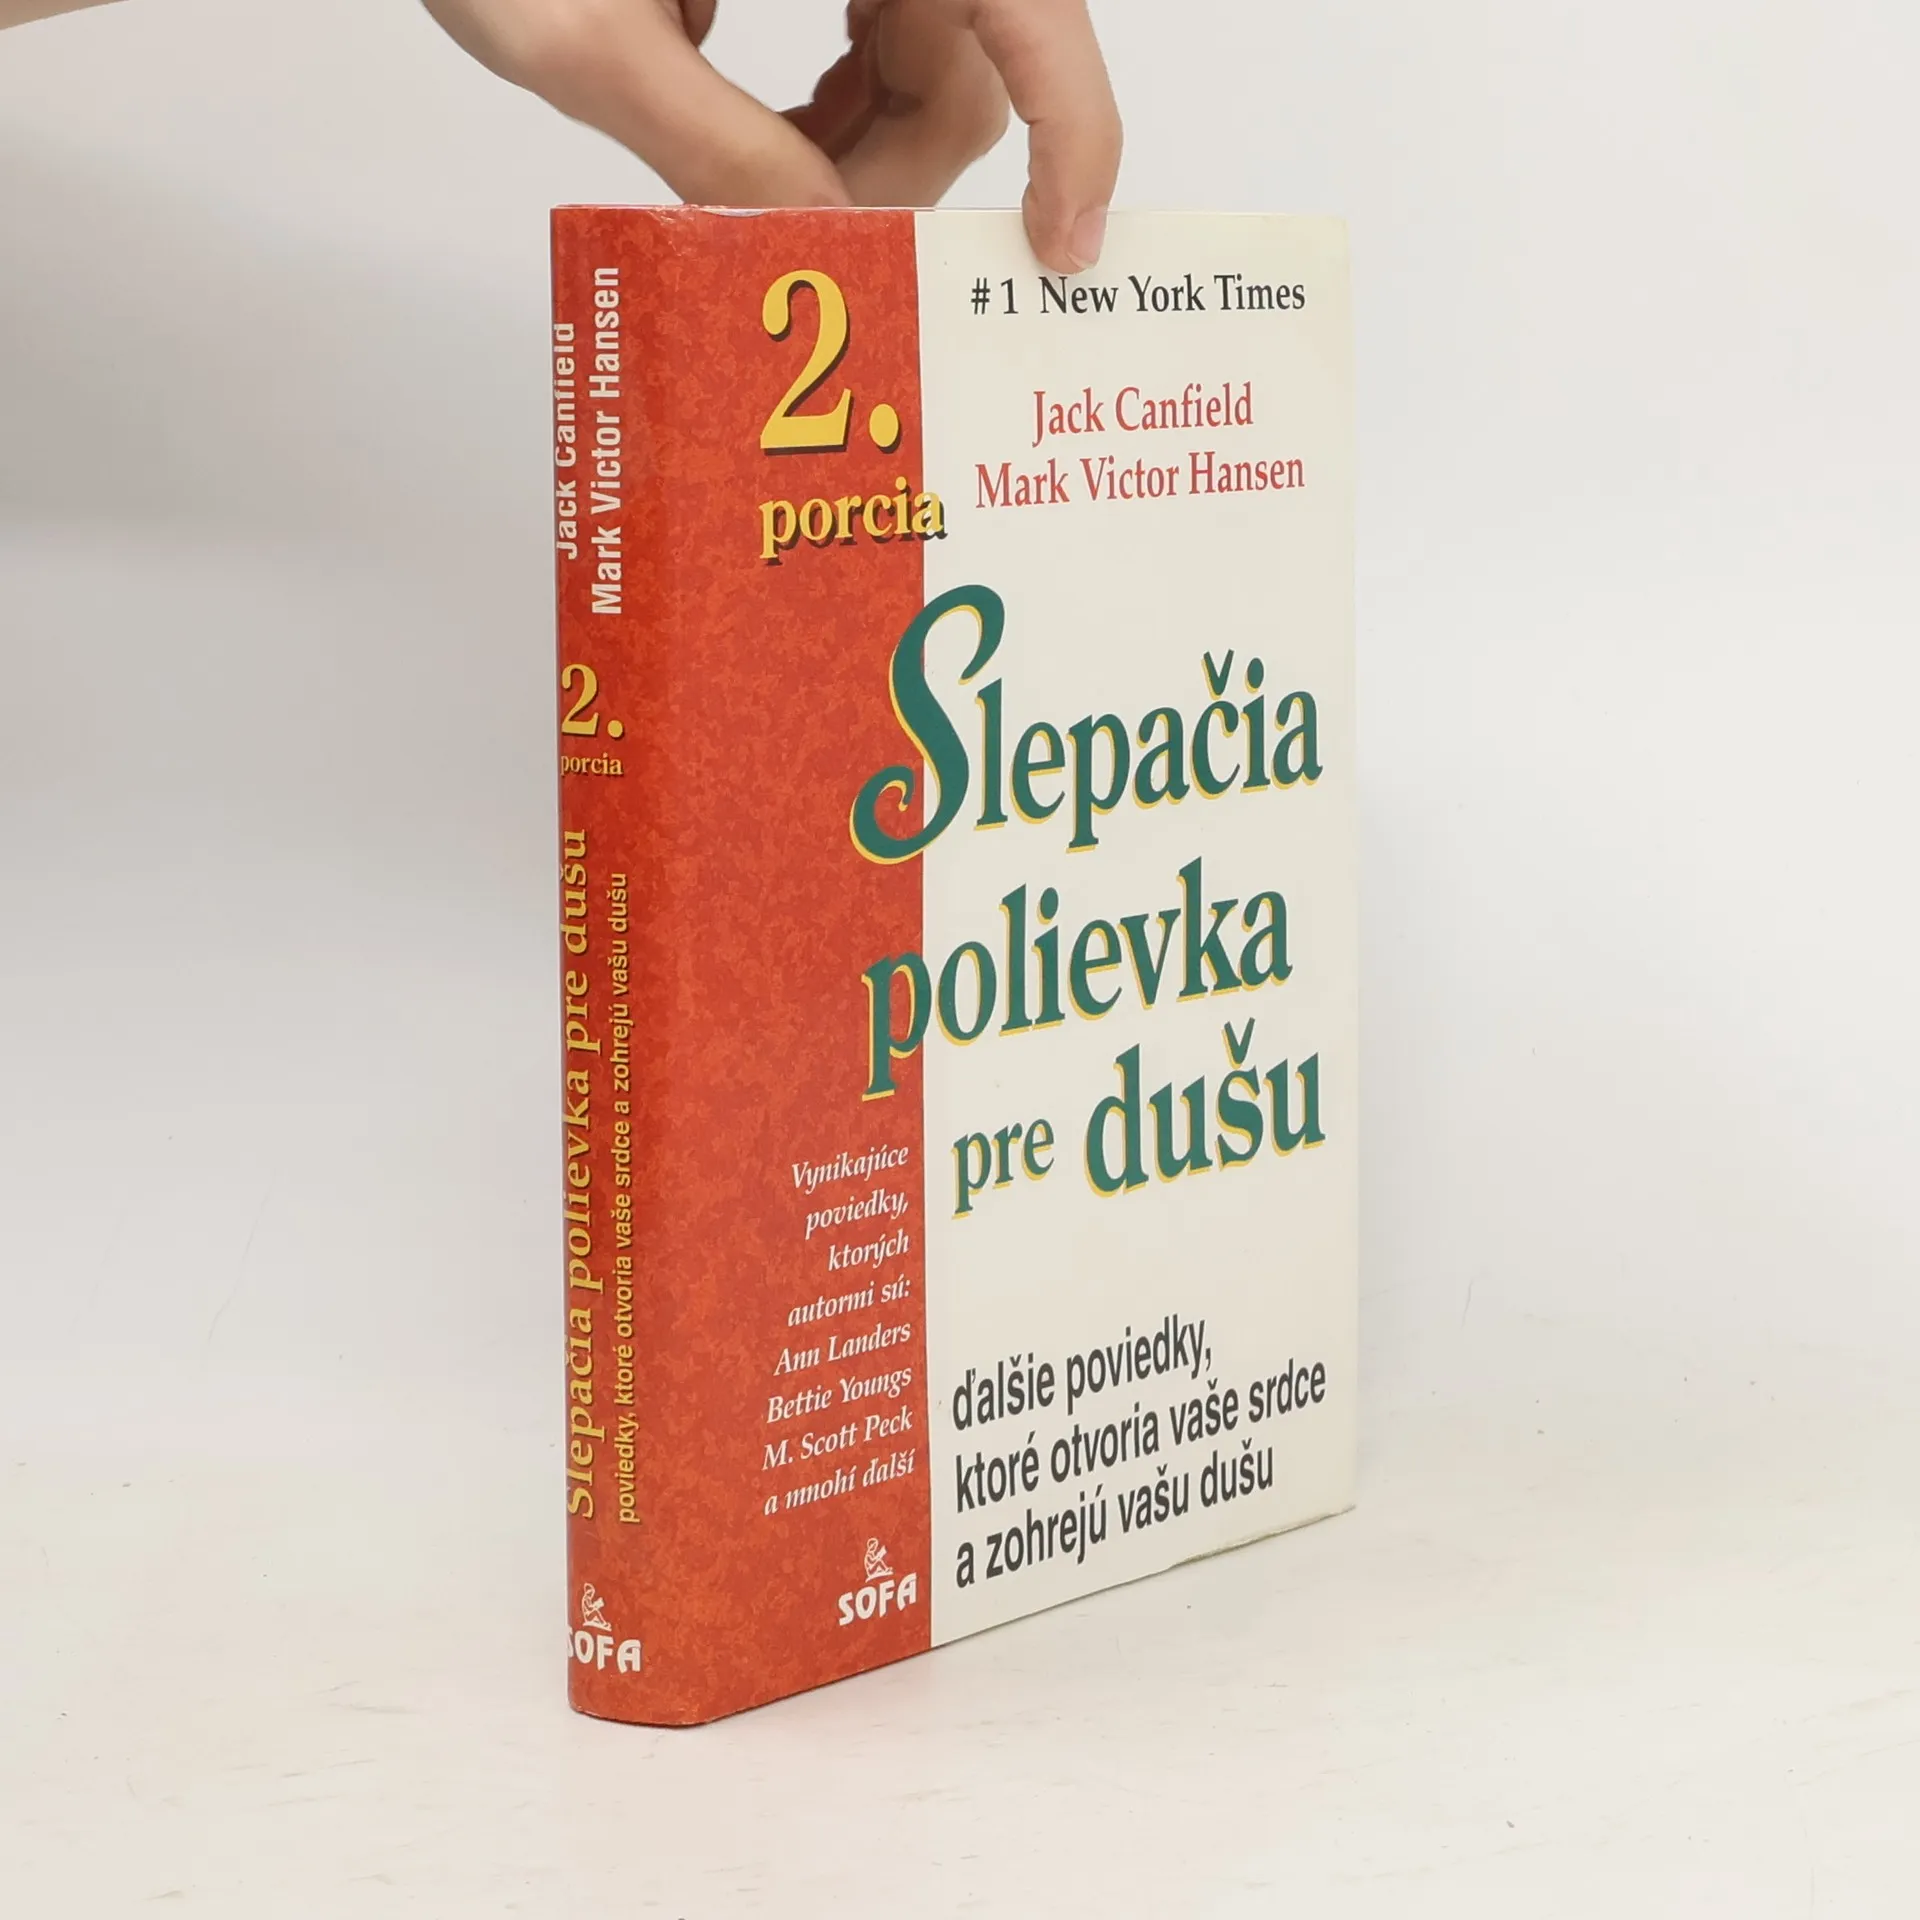 Jack Canfield
Mark Victor Hansen
2.
porcia
Slepačia polievka pre dušu
poviedky, ktoré otvoria vaše srdce a zohrejú vašu dušu
SOFA
2.
porcia
# 1 New York Times
Jack Canfield
Mark Victor Hansen
Slepačia
polievka
pre dušu
Vynikajúce
poviedky,
ktorých
autormi sú:
Ann Landers
Bettie Youngs
M. Scott Peck
a mnohí ďalší
SOFA
ďalšie poviedky,
ktoré otvoria vaše srdce
a zohrejú vašu dušu